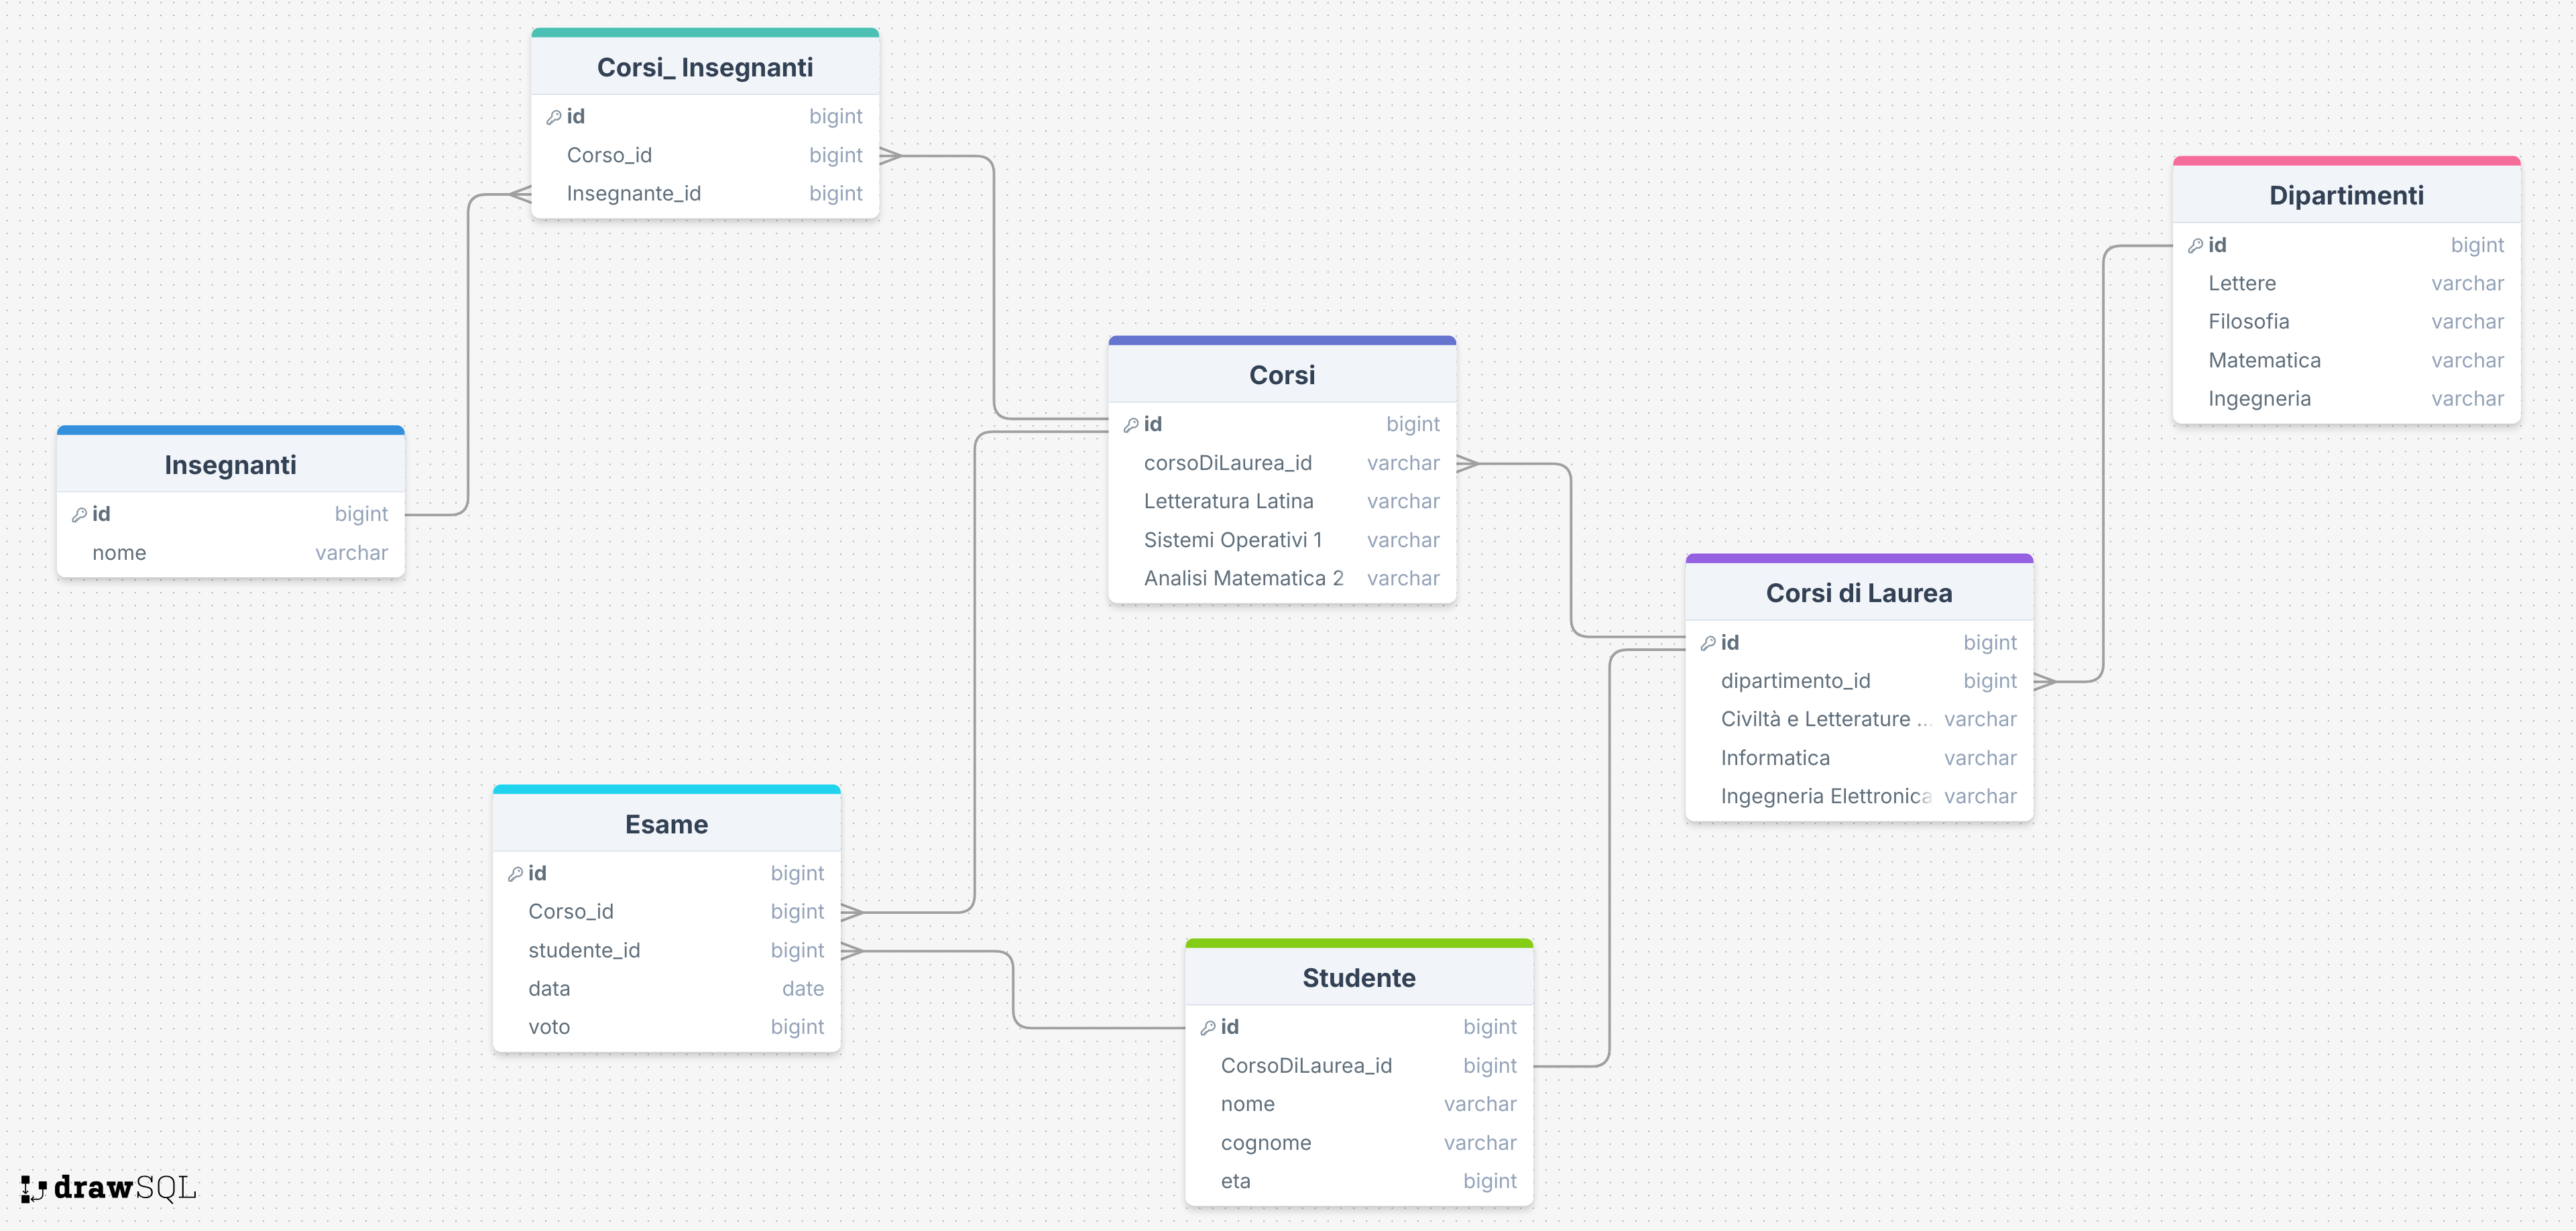 Corsi_ Insegnanti
id bigint
Corso_id bigint
Insegnante_id bigint
Dipartimenti
id bigint
Lettere varchar
Filosofia varchar
Matematica varchar
Ingegneria varchar
Corsi
id bigint
corsoDiLaurea_id varchar
Letteratura Latina varchar
Sistemi Operativi 1 varchar
Analisi Matematica 2 varchar
Insegnanti
id bigint
nome varchar
Corsi di Laurea
id bigint
dipartimento_id bigint
Civiltà e Letterature ... varchar
Informatica varchar
Ingegneria Elettronica varchar
Esame
id bigint
Corso_id bigint
studente_id bigint
data date
voto bigint
Studente
id bigint
CorsoDiLaurea_id bigint
nome varchar
cognome varchar
eta bigint
drawSQL